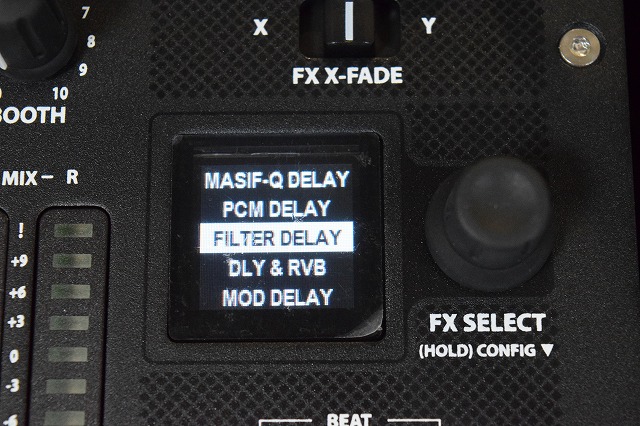 7
8
9
10
BOOTH
X
Y
FX X-FADE
MIX – R
!
+9
+6
+3
0
-3
-6
MASIF-Q DELAY
PCM DELAY
FILTER DELAY
DLY & RVB
MOD DELAY
FX SELECT
(HOLD) CONFIG ▼
BEAT